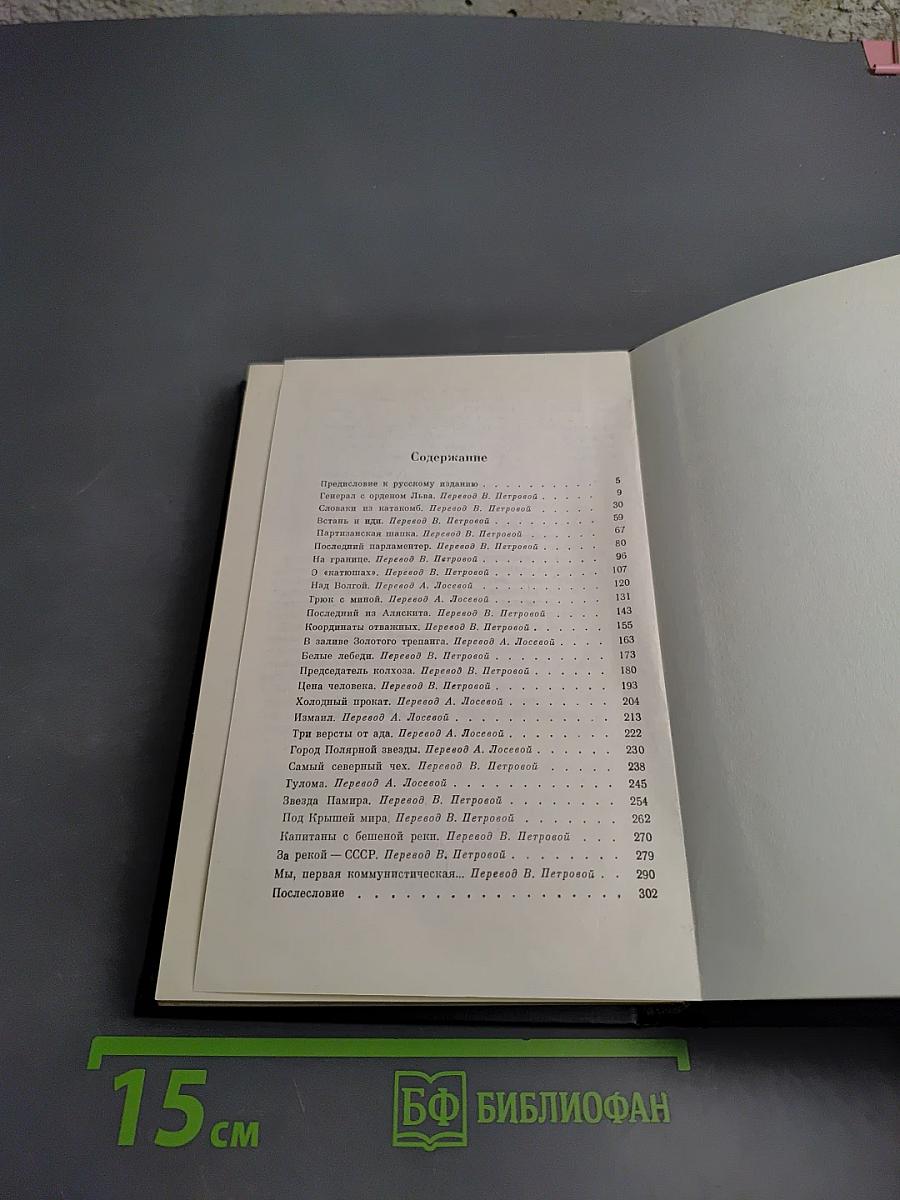 Содержание
Предисловие к русскому изданию . . . . . . . . . . 5
Генерал с орденом Льва. Перевод В. Петровой . . . . . 9
Словаки из катакомб. Перевод В. Петровой . . . . . . 30
Встань и иди. Перевод В. Петровой . . . . . . . . . 59
Партизанская шапка. Перевод В. Петровой . . . . . . 67
Последний парламентер. Перевод В. Петровой . . . . . 80
На границе. Перевод В. Петровой . . . . . . . . . . 96
О «катюшах». Перевод В. Петровой . . . . . . . . . 107
Над Волгой. Перевод А. Лосевой . . . . . . . . . . 120
Трюк с миной. Перевод А. Лосевой . . . . . . . . . 131
Последний из Аляскита. Перевод В. Петровой . . . . . 143
Координаты отважных. Перевод В. Петровой . . . . . . 155
В заливе Золотого трепанга. Перевод А. Лосевой . . . . 163
Белые лебеди. Перевод В. Петровой . . . . . . . . . 173
Председатель колхоза. Перевод В. Петровой . . . . . . 180
Цена человека. Перевод В. Петровой . . . . . . . . . 193
Холодный прокат. Перевод А. Лосевой . . . . . . . . 204
Измаил. Перевод А. Лосевой . . . . . . . . . . . . 213
Три версты от ада. Перевод А. Лосевой . . . . . . . . 222
Город Полярной звезды. Перевод А. Лосевой . . . . . . 230
Самый северный чех. Перевод В. Петровой . . . . . 238
Тулома. Перевод А. Лосевой . . . . . . . . . . . . 245
Звезда Памира. Перевод В. Петровой . . . . . . . . 254
Под Крышей мира. Перевод В. Петровой . . . . . . . 262
Капитаны с бешеной реки. Перевод В. Петровой . . . 270
За рекой — СССР. Перевод В. Петровой . . . . . . . . 279
Мы, первая коммунистическая... Перевод В. Петровой . . 290
Послесловие . . . . . . . . . . . . . . . . . 302
15 см
БФ БИБЛИОФАН